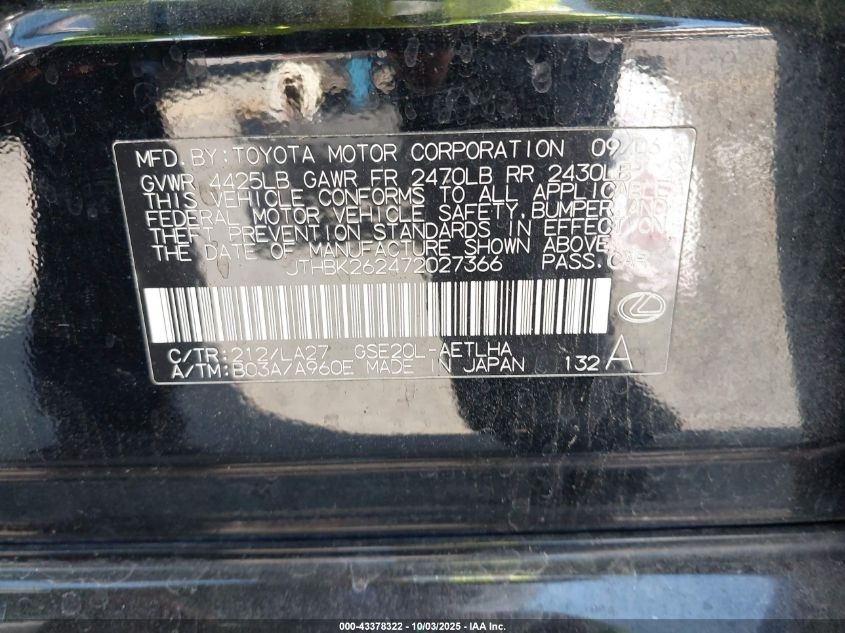 MFD. BY: TOYOTA MOTOR CORPORATION 09/06
GVWR 4425LB GAWR FR 2470LB RR 2430LB
THIS VEHICLE CONFORMS TO ALL APPLICABLE
FEDERAL MOTOR VEHICLE SAFETY, BUMPER, AND
THEFT PREVENTION STANDARDS IN EFFECT ON
THE DATE OF MANUFACTURE SHOWN ABOVE.
JTHBK262472027366 PASS. CAR
C/TR: 212/LA27 GSE20L-AETLHA
A/TM: B03A/A960E MADE IN JAPAN 132 A
000-43378322 - 10/03/2025 - IAA Inc.